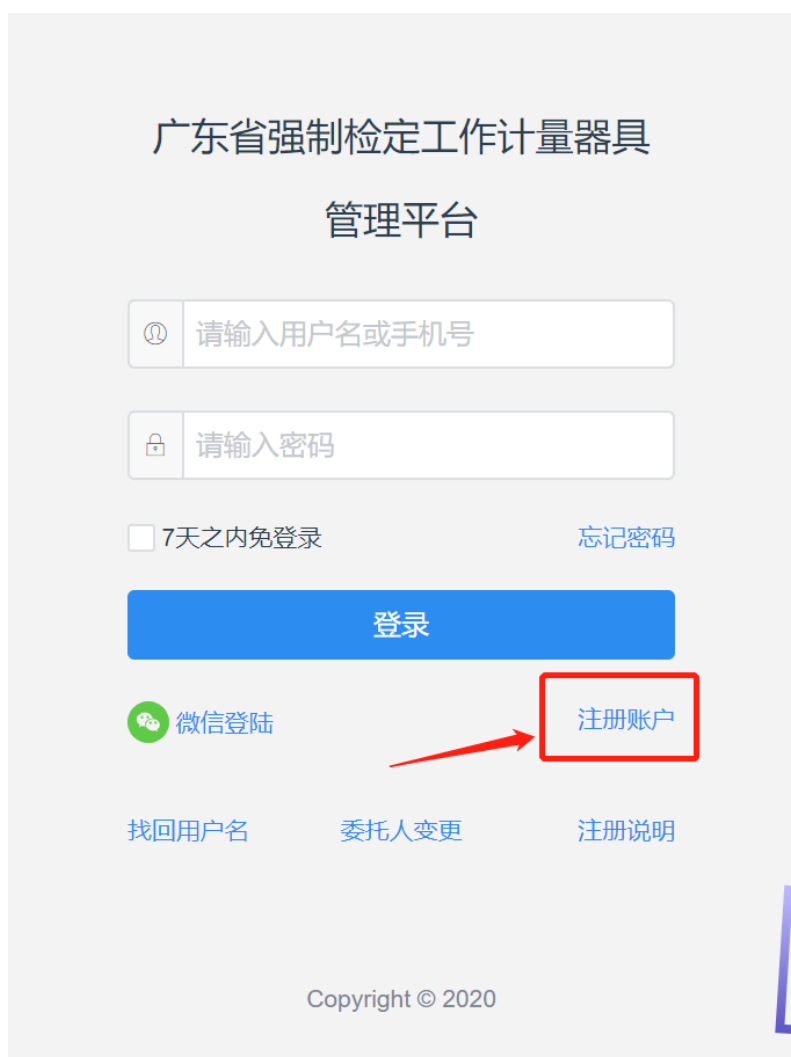 广东省强制检定工作计量器具
管理平台
请输入用户名或手机号
请输入密码
7天之内免登录 忘记密码
登录
微信登陆 注册账户
找回用户名 委托人变更 注册说明
Copyright © 2020